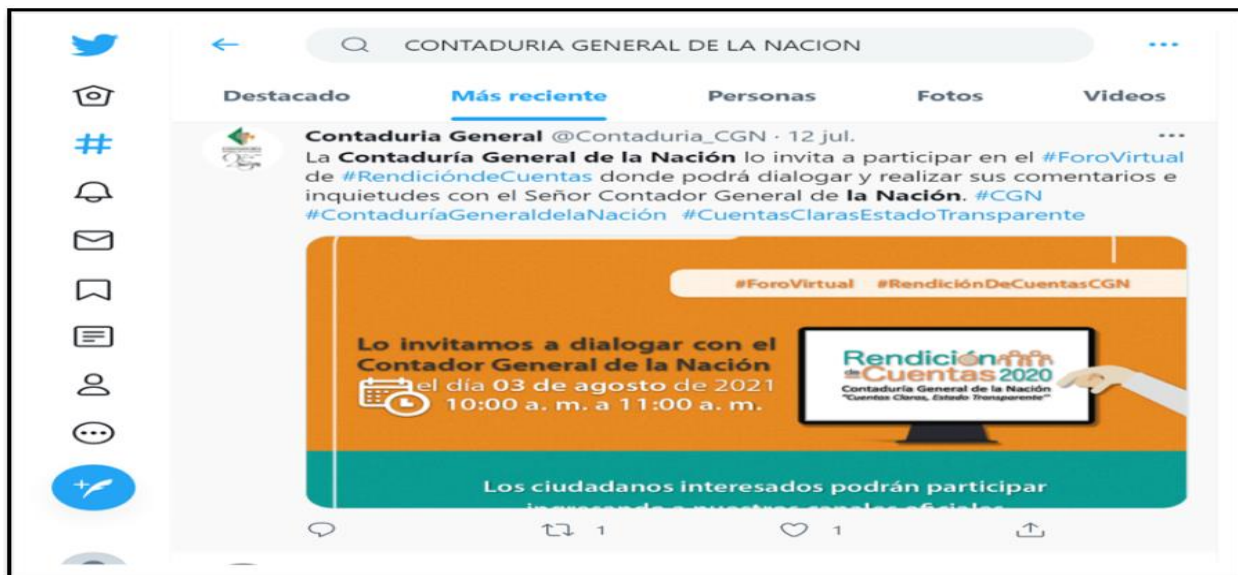 CONTADURIA GENERAL DE LA NACION
Destacado Más reciente Personas Fotos Videos
Contaduria General @Contaduria_CGN · 12 jul.
La Contaduría General de la Nación lo invita a participar en el #ForoVirtual
de #RendicióndeCuentas donde podrá dialogar y realizar sus comentarios e
inquietudes con el Señor Contador General de la Nación. #CGN
#ContaduríaGeneraldelaNación #CuentasClarasEstadoTransparente
#ForoVirtual #RendiciónDeCuentasCGN
Lo invitamos a dialogar con el
Contador General de la Nación
el día 03 de agosto de 2021
10:00 a. m. a 11:00 a. m.
Rendición
de Cuentas 2020
Contaduría General de la Nación
"Cuentas Claras, Estado Transparente"
Los ciudadanos interesados podrán participar
ingresando a nuestros canales oficiales
1 1